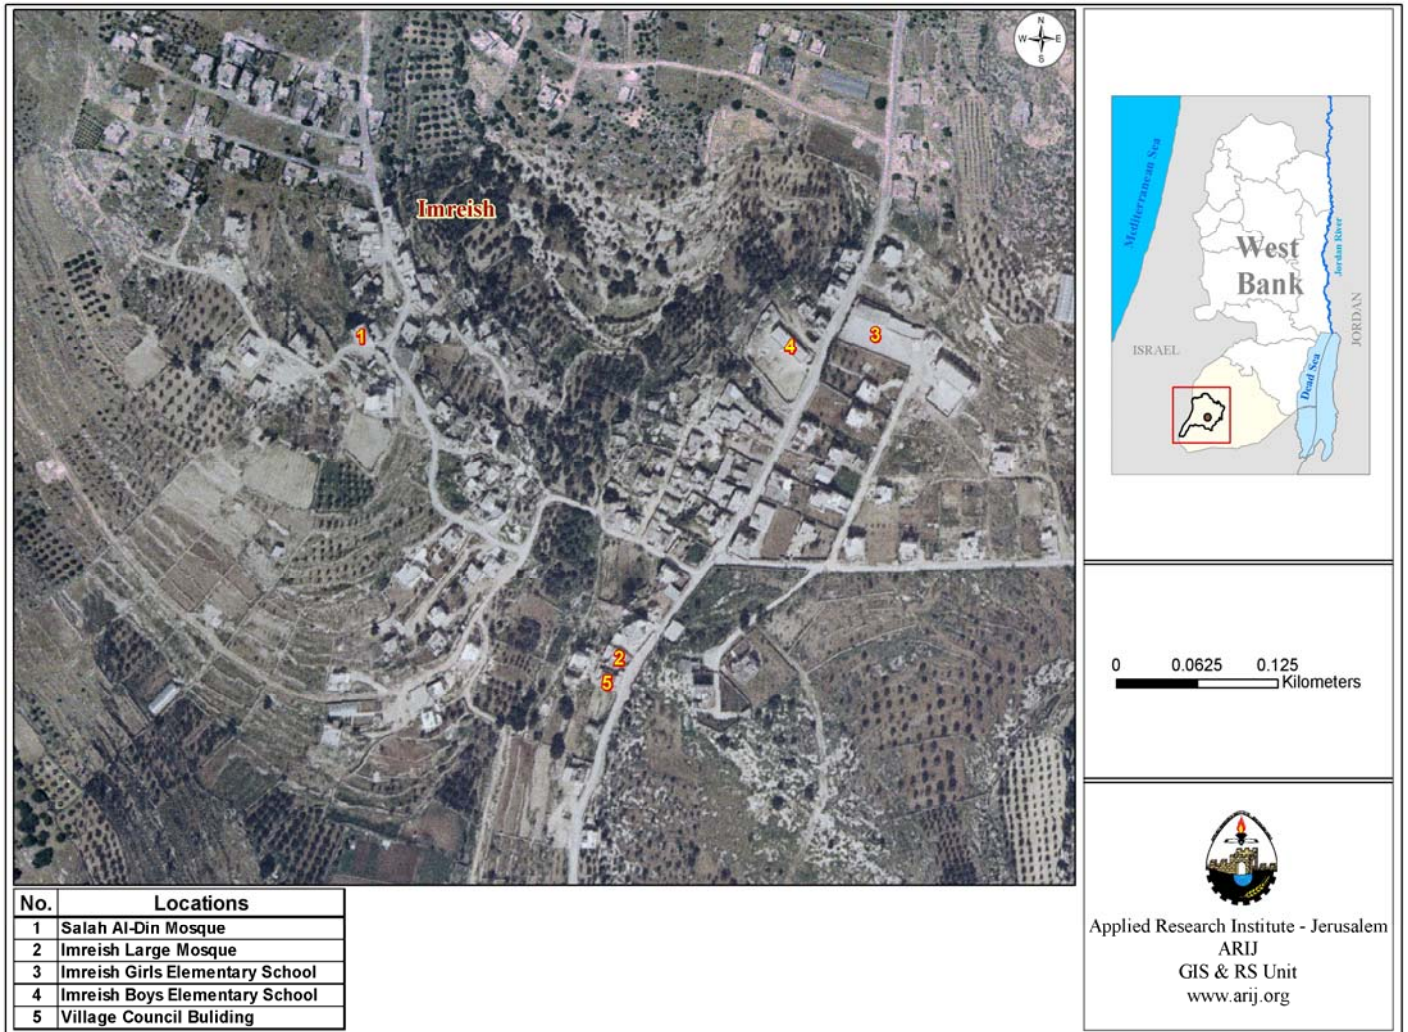 N
W E
S
Imreish
1
4
3
2
5
No. Locations
1 Salah Al-Din Mosque
2 Imreish Large Mosque
3 Imreish Girls Elementary School
4 Imreish Boys Elementary School
5 Village Council Buliding
Mediterranean Sea
West
Bank
Jordan River
JORDAN
ISRAEL
Dead Sea
0 0.0625 0.125
Kilometers
Applied Research Institute - Jerusalem
ARIJ
GIS & RS Unit
www.arij.org